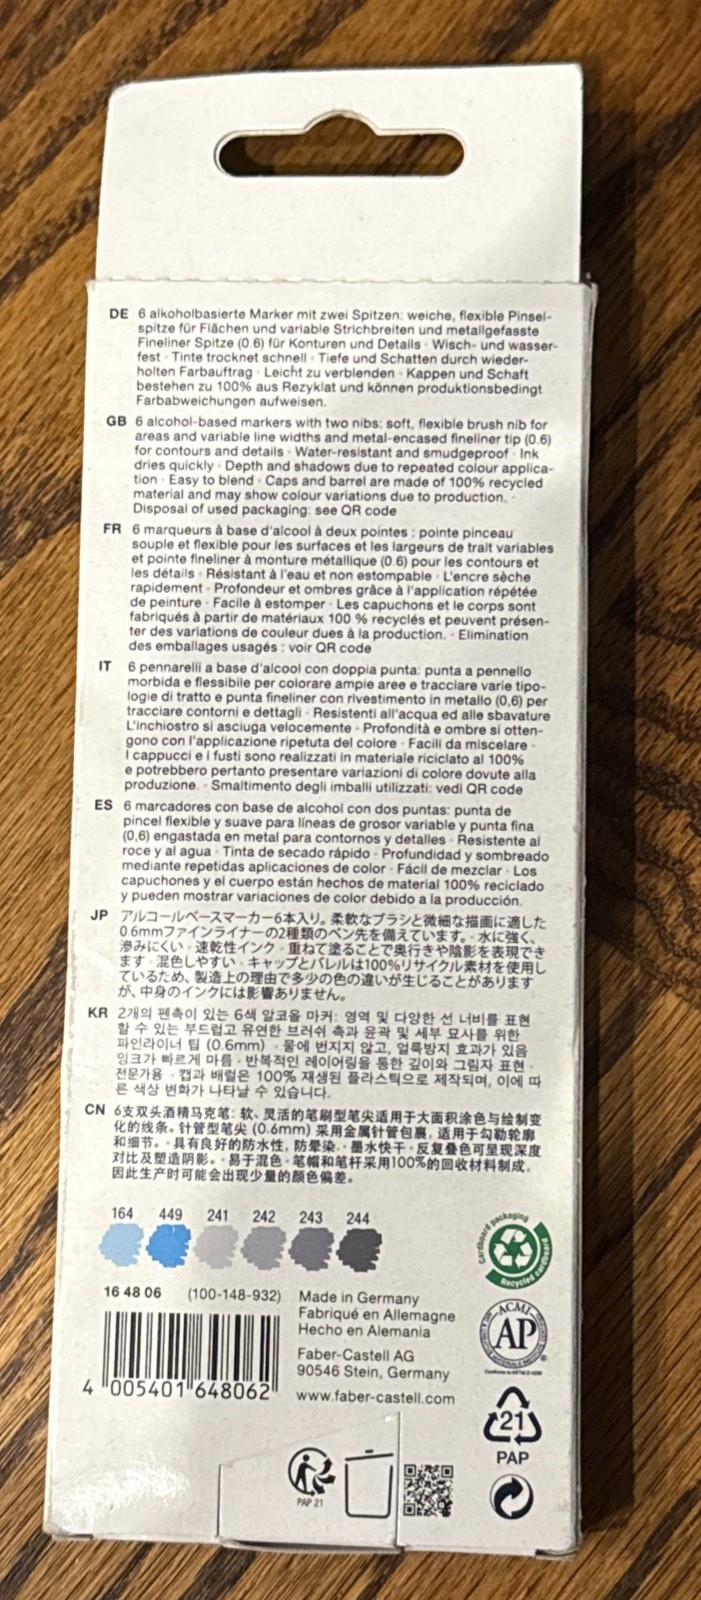 DE 6 alkoholbasierte Marker mit zwei Spitzen: weiche, flexible Pinsel-
spitze für Flächen und variable Strichbreiten und metallgefasste
Fineliner Spitze (0.6) für Konturen und Details · Wisch- und wasser-
fest · Tinte trocknet schnell · Tiefe und Schatten durch wieder-
holten Farbauftrag · Leicht zu verblenden · Kappen und Schaft
bestehen zu 100% aus Rezyklat und können produktionsbedingt
Farbabweichungen aufweisen.
GB 6 alcohol-based markers with two nibs: soft, flexible brush nib for
areas and variable line widths and metal-encased fineliner tip (0.6)
for contours and details · Water-resistant and smudgeproof · Ink
dries quickly · Depth and shadows due to repeated colour applica-
tion · Easy to blend · Caps and barrel are made of 100% recycled
material and may show colour variations due to production. ·
Disposal of used packaging: see QR code
FR 6 marqueurs à base d'alcool à deux pointes : pointe pinceau
souple et flexible pour les surfaces et les largeurs de trait variables
et pointe fineliner à monture métallique (0.6) pour les contours et
les détails · Résistant à l'eau et non estompable · L'encre sèche
rapidement · Profondeur et ombres grâce à l'application répétée
de peinture · Facile à estomper · Les capuchons et le corps sont
fabriqués à partir de matériaux 100 % recyclés et peuvent présen-
ter des variations de couleur dues à la production. · Elimination
des emballages usagés : voir QR code
IT 6 pennarelli a base d'alcool con doppia punta: punta a pennello
morbida e flessibile per colorare ampie aree e tracciare varie tipo-
logie di tratto e punta fineliner con rivestimento in metallo (0,6) per
tracciare contorni e dettagli · Resistenti all'acqua ed alle sbavature
L'inchiostro si asciuga velocemente · Profondità e ombre si otten-
gono con l'applicazione ripetuta del colore · Facili da miscelare ·
I cappucci e i fusti sono realizzati in materiale riciclato al 100%
e potrebbero pertanto presentare variazioni di colore dovute alla
produzione. · Smaltimento degli imballi utilizzati: vedi QR code
ES 6 marcadores con base de alcohol con dos puntas: punta de
pincel flexible y suave para líneas de grosor variable y punta fina
(0,6) engastada en metal para contornos y detalles · Resistente al
roce y al agua · Tinta de secado rápido · Profundidad y sombreado
mediante repetidas aplicaciones de color · Fácil de mezclar · Los
capuchones y el cuerpo están hechos de material 100% reciclado
y pueden mostrar variaciones de color debido a la producción.
JP アルコールベースマーカー6本入り。柔軟なブラシと微細な描画に適した
0.6mmファインライナーの2種類のペン先を備えています。· 水に強く、
滲みにくい · 速乾性インク · 重ねて塗ることで奥行きや陰影を表現でき
ます · 混色しやすい · キャップとバレルは100%リサイクル素材を使用し
ているため、製造上の理由で多少の色の違いが生じることがあります
が、中身のインクには影響ありません。
KR 2개의 펜촉이 있는 6색 알코올 마커: 영역 및 다양한 선 너비를 표현
할 수 있는 부드럽고 유연한 브러쉬 촉과 윤곽 및 세부 묘사를 위한
파인라이너 팁 (0.6mm) · 물에 번지지 않고, 얼룩방지 효과가 있음
잉크가 빠르게 마름 · 반복적인 레이어링을 통한 깊이와 그림자 표현 ·
전문가용 · 캡과 배럴은 100% 재생된 플라스틱으로 제작되며, 이에 따
른 색상 변화가 나타날 수 있습니다.
CN 6支双头酒精马克笔: 软、灵活的笔刷型笔尖适用于大面积涂色与绘制变
化的线条。针管型笔尖 (0.6mm) 采用金属针管包裹, 适用于勾勒轮廓
和细节。· 具有良好的防水性, 防晕染 · 墨水快干 · 反复叠色可呈现深度
对比及塑造阴影。· 易于混色 · 笔帽和笔杆采用100%的回收材料制成,
因此生产时可能会出现少量的颜色偏差。
164 449 241 242 243 244
16 48 06 (100-148-932)
4 005401 648062
Made in Germany
Fabriqué en Allemagne
Hecho en Alemania
Faber-Castell AG
90546 Stein, Germany
www.faber-castell.com
Cardboard packaging
Recycled cardboard
ACMI
AP
21
PAP
PAP 21